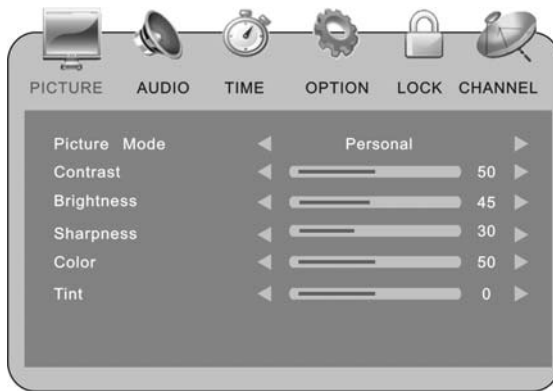 PICTURE AUDIO TIME OPTION LOCK CHANNEL
Picture Mode Personal
Contrast 50
Brightness 45
Sharpness 30
Color 50
Tint 0